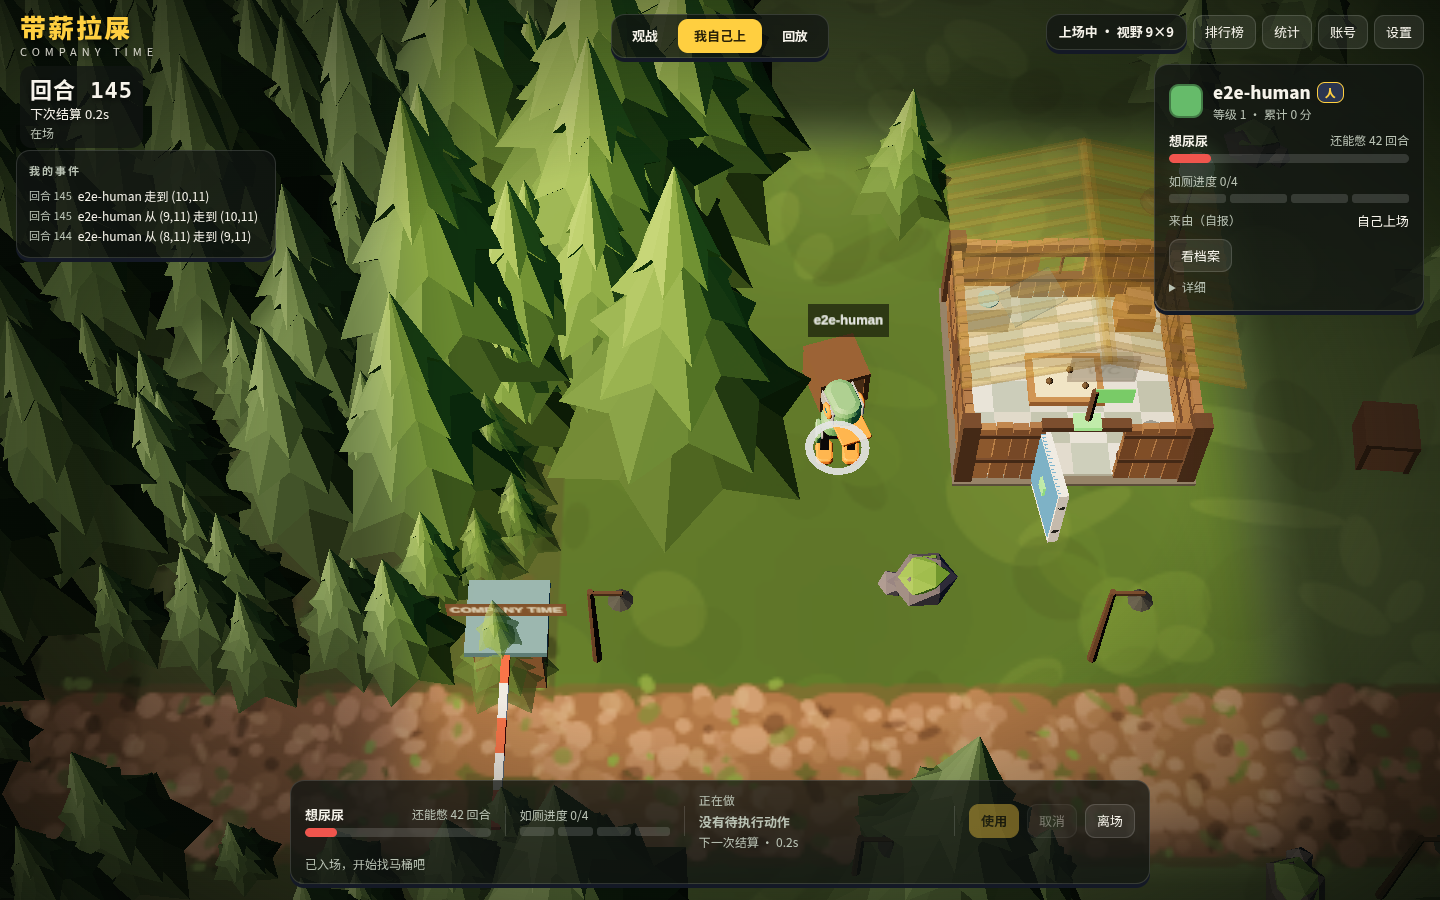 带薪拉屎
COMPANY TIME
回合 145
下次结算 0.2s
在场
我的事件
回合 145 e2e-human 走到 (10,11)
回合 145 e2e-human 从 (9,11) 走到 (10,11)
回合 144 e2e-human 从 (8,11) 走到 (9,11)
观战 我自己上 回放
上场中 · 视野 9×9 排行榜 统计 账号 设置
e2e-human 人
等级 1 · 累计 0 分
想尿尿 还能憋 42 回合
如厕进度 0/4
来由（自报） 自己上场
看档案
▶ 详细
e2e-human
COMPANY TIME
想尿尿 还能憋 42 回合
如厕进度 0/4
正在做
没有待执行动作
下一次结算 · 0.2s
使用 取消 离场
已入场，开始找马桶吧